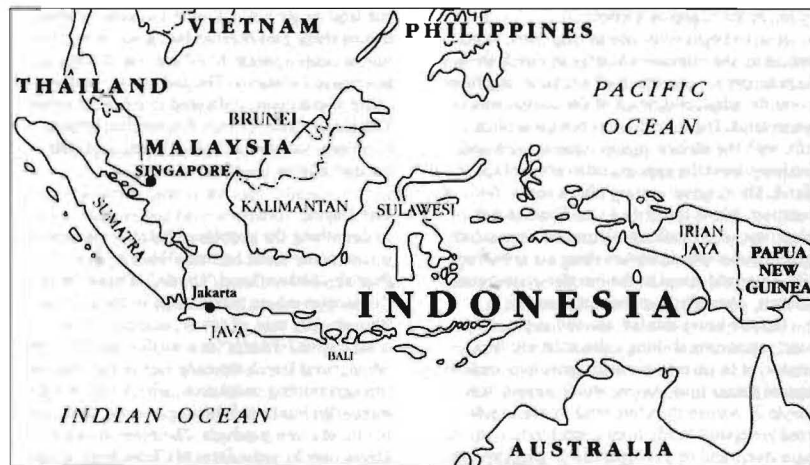 VIETNAM
PHILIPPINES
THAILAND
PACIFIC
OCEAN
BRUNEI
MALAYSIA
SINGAPORE
KALIMANTAN
SULAWESI
SUMATRA
IRIAN
JAYA
PAPUA
NEW
GUINEA
Jakarta
INDONESIA
JAVA
BALI
INDIAN OCEAN
AUSTRALIA